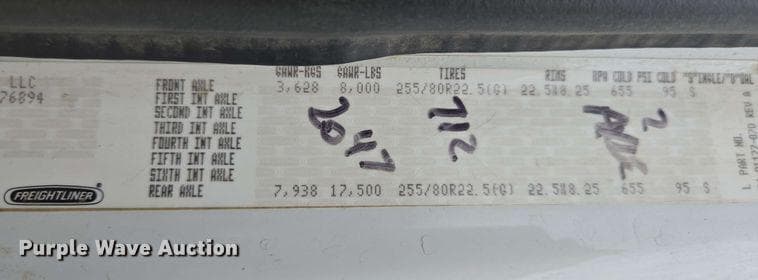 GAWR-KGS GAWR-LBS TIRES RIMS KPA COLD PSI COLD "S"INGLE/"D"UAL
LLC FRONT AXLE 3,628 8,000 255/80R22.5(G) 22.5X8.25 655 95 S
76894 FIRST INT AXLE
SECOND INT AXLE
THIRD INT AXLE
FOURTH INT AXLE
FIFTH INT AXLE
SIXTH INT AXLE
REAR AXLE 7,938 17,500 255/80R22.5(G) 22.5X8.25 655 95 S
2047
712
2
FREIGHTLINER
L PART NO.
REV A
Purple Wave Auction